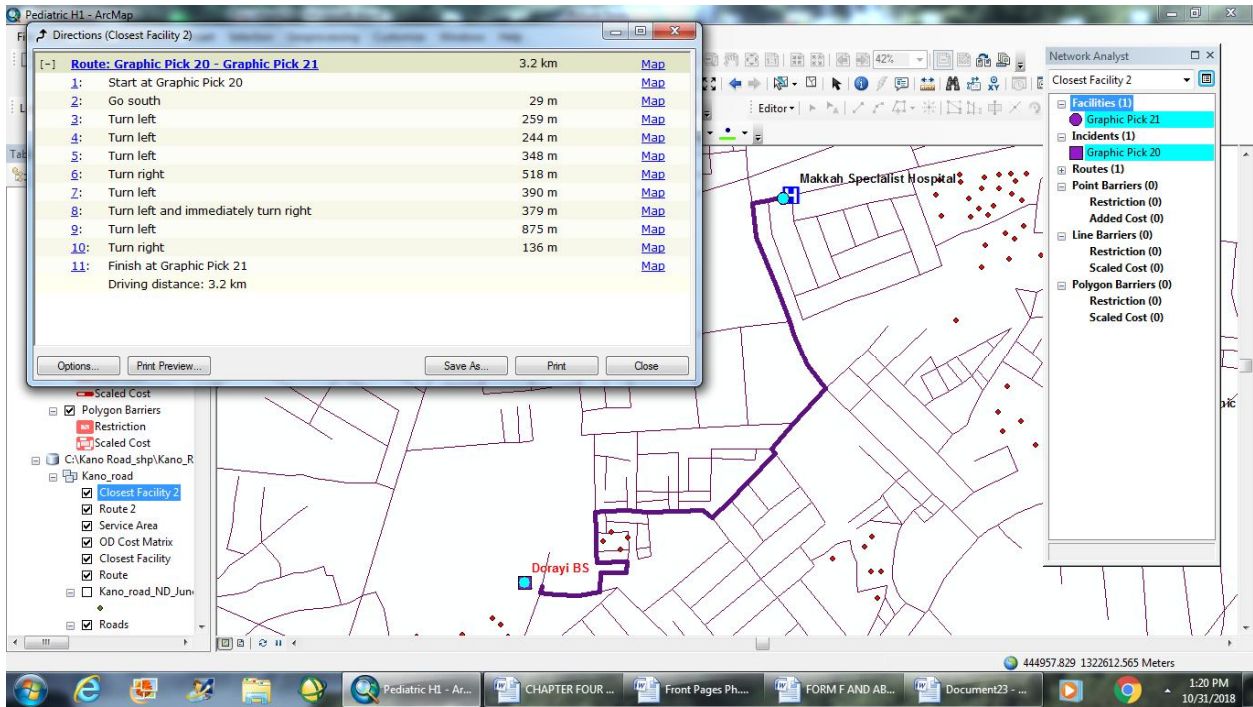 Pediatric H1 - ArcMap
Directions (Closest Facility 2)
[-] Route: Graphic Pick 20 - Graphic Pick 21 3.2 km Map
1: Start at Graphic Pick 20 Map
2: Go south 29 m Map
3: Turn left 259 m Map
4: Turn left 244 m Map
5: Turn left 348 m Map
6: Turn right 518 m Map
7: Turn left 390 m Map
8: Turn left and immediately turn right 379 m Map
9: Turn left 875 m Map
10: Turn right 136 m Map
11: Finish at Graphic Pick 21 Map
Driving distance: 3.2 km
Options... Print Preview... Save As... Print Close
42%
Editor
Network Analyst
Closest Facility 2
Facilities (1)
Graphic Pick 21
Incidents (1)
Graphic Pick 20
Routes (1)
Point Barriers (0)
Restriction (0)
Added Cost (0)
Line Barriers (0)
Restriction (0)
Scaled Cost (0)
Polygon Barriers (0)
Restriction (0)
Scaled Cost (0)
Makkah Specialist Hospital
H
Dorayi BS
Scaled Cost
Polygon Barriers
Restriction
Scaled Cost
C:\Kano Road_shp\Kano_R
Kano_road
Closest Facility 2
Route 2
Service Area
OD Cost Matrix
Closest Facility
Route
Kano_road_ND_Jun
Roads
444957.829 1322612.565 Meters
Pediatric H1 - Ar...
CHAPTER FOUR ...
Front Pages Ph....
FORM F AND AB...
Document23 - ...
1:20 PM
10/31/2018